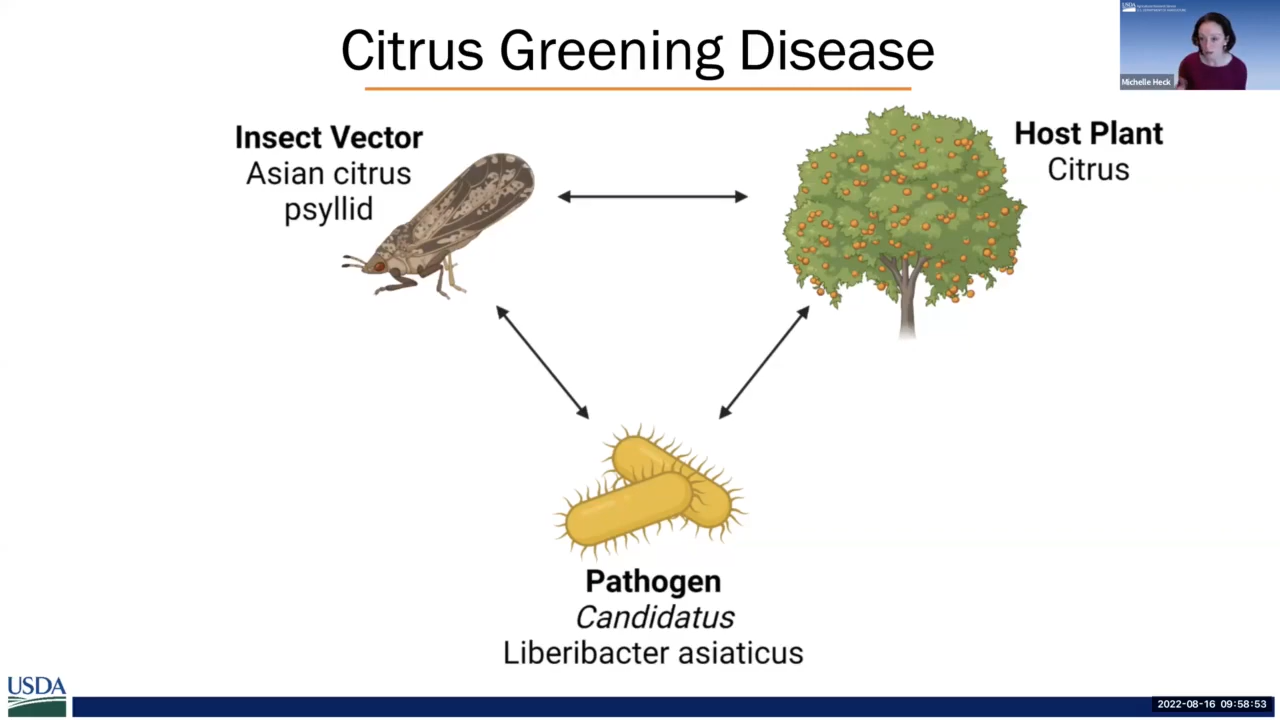 Citrus Greening Disease
Michelle Heck
Insect Vector
Asian citrus
psyllid
Host Plant
Citrus
Pathogen
Candidatus
Liberibacter asiaticus
USDA
2022-08-16 09:58:53
USDA